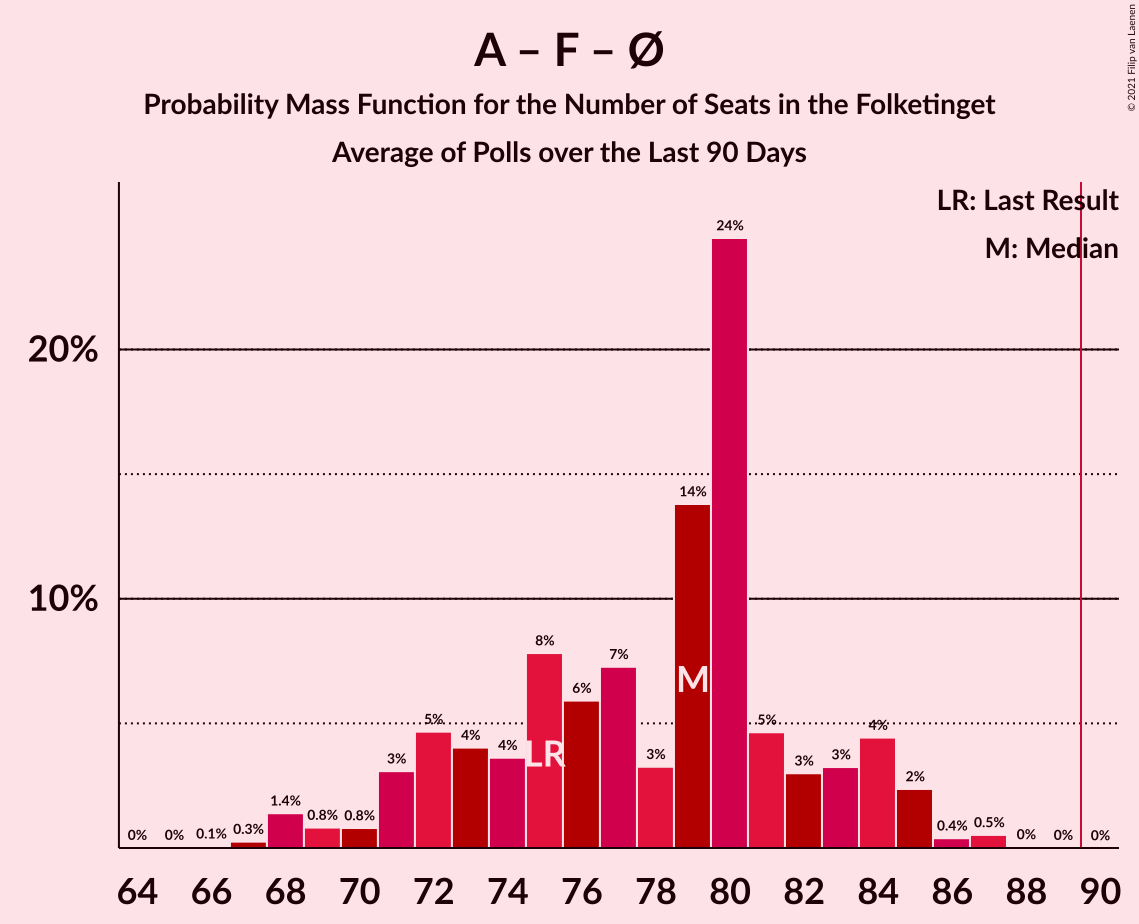 A – F – Ø
Probability Mass Function for the Number of Seats in the Folketinget
Average of Polls over the Last 90 Days
© 2021 Filip van Laenen
LR: Last Result
M: Median
20%
10%
0% 0% 0.1% 0.3% 1.4% 0.8% 0.8% 3% 5% 4% 4% 8% 6% 7% 3% 14% 24% 5% 3% 3% 4% 2% 0.4% 0.5% 0% 0% 0%
LR
M
64 66 68 70 72 74 76 78 80 82 84 86 88 90